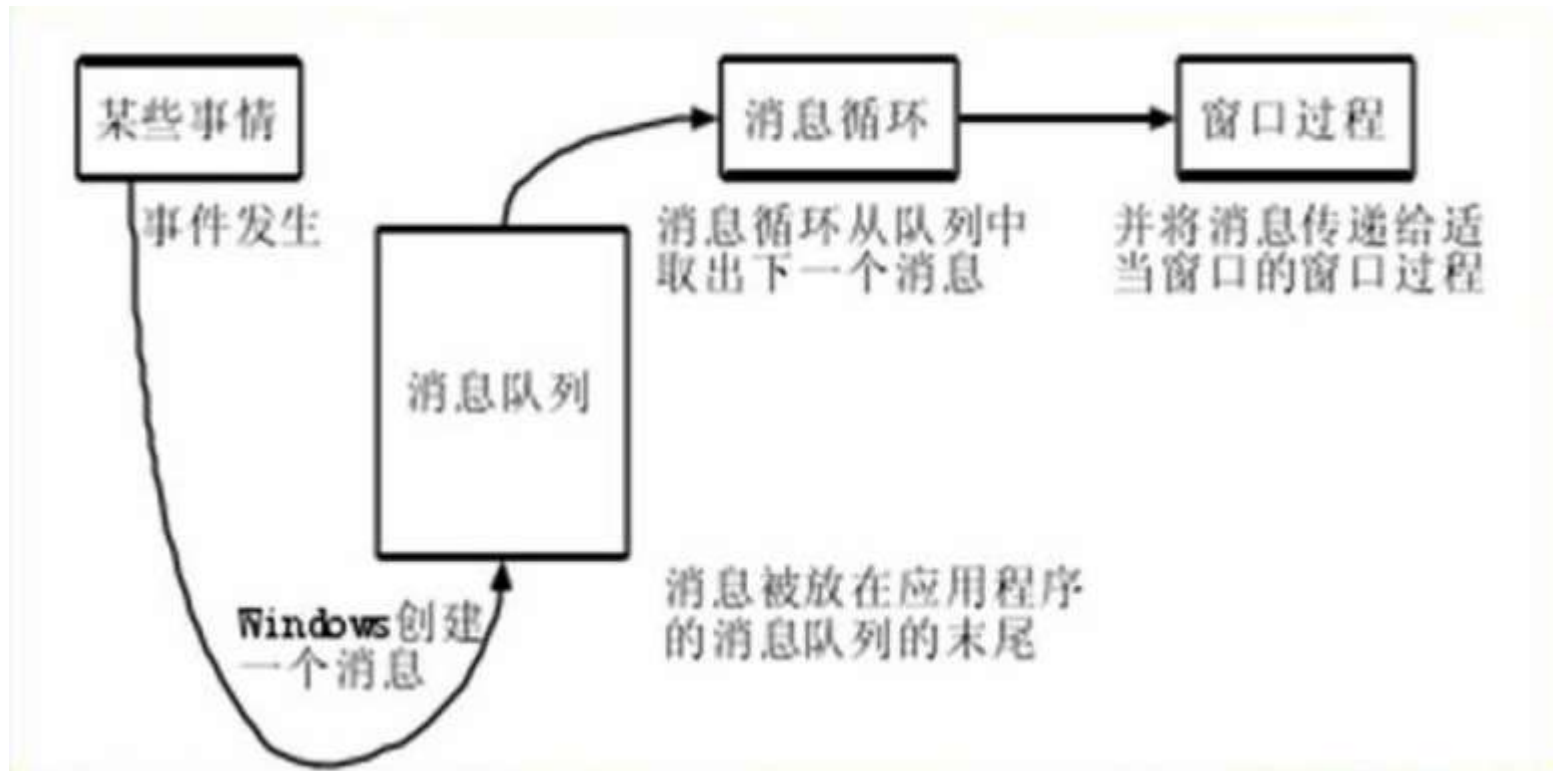 某些事情
事件发生
Windows创建
一个消息
消息队列
消息被放在应用程序
的消息队列的末尾
消息循环
消息循环从队列中
取出下一个消息
窗口过程
并将消息传递给适
当窗口的窗口过程